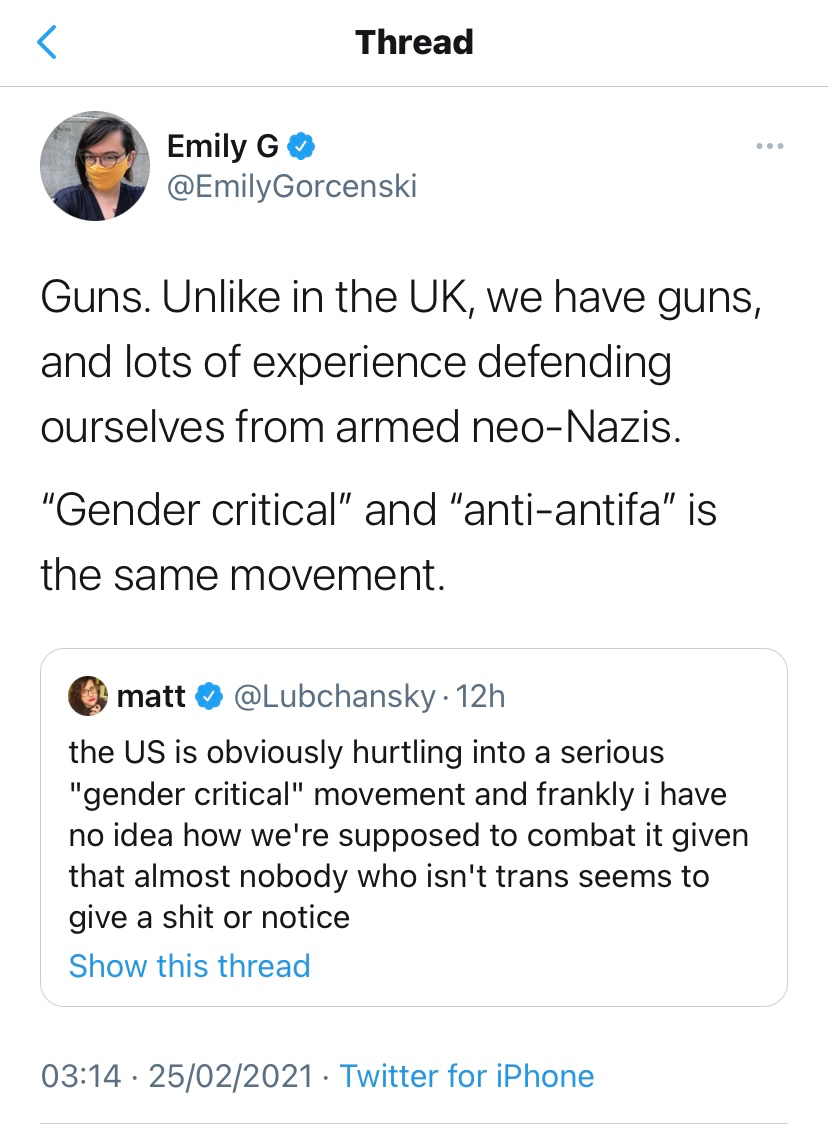 Thread
Emily G
@EmilyGorcenski
Guns. Unlike in the UK, we have guns,
and lots of experience defending
ourselves from armed neo-Nazis.
“Gender critical” and “anti-antifa” is
the same movement.
matt @Lubchansky · 12h
the US is obviously hurtling into a serious
"gender critical" movement and frankly i have
no idea how we're supposed to combat it given
that almost nobody who isn't trans seems to
give a shit or notice
Show this thread
03:14 · 25/02/2021 · Twitter for iPhone